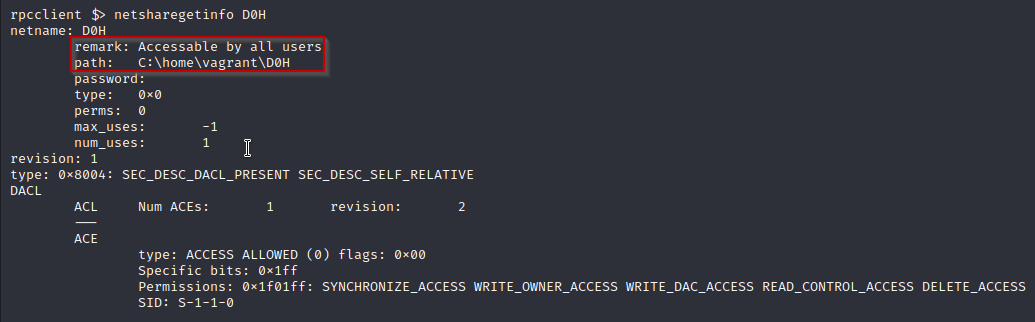 rpcclient $> netsharegetinfo D0H
netname: D0H
remark: Accessable by all users
path: C:\home\vagrant\D0H
password:
type: 0×0
perms: 0
max_uses: -1
num_uses: 1
revision: 1
type: 0×8004: SEC_DESC_DACL_PRESENT SEC_DESC_SELF_RELATIVE
DACL
ACL Num ACEs: 1 revision: 2
---
ACE
type: ACCESS ALLOWED (0) flags: 0×00
Specific bits: 0×1ff
Permissions: 0×1f01ff: SYNCHRONIZE_ACCESS WRITE_OWNER_ACCESS WRITE_DAC_ACCESS READ_CONTROL_ACCESS DELETE_ACCESS
SID: S-1-1-0